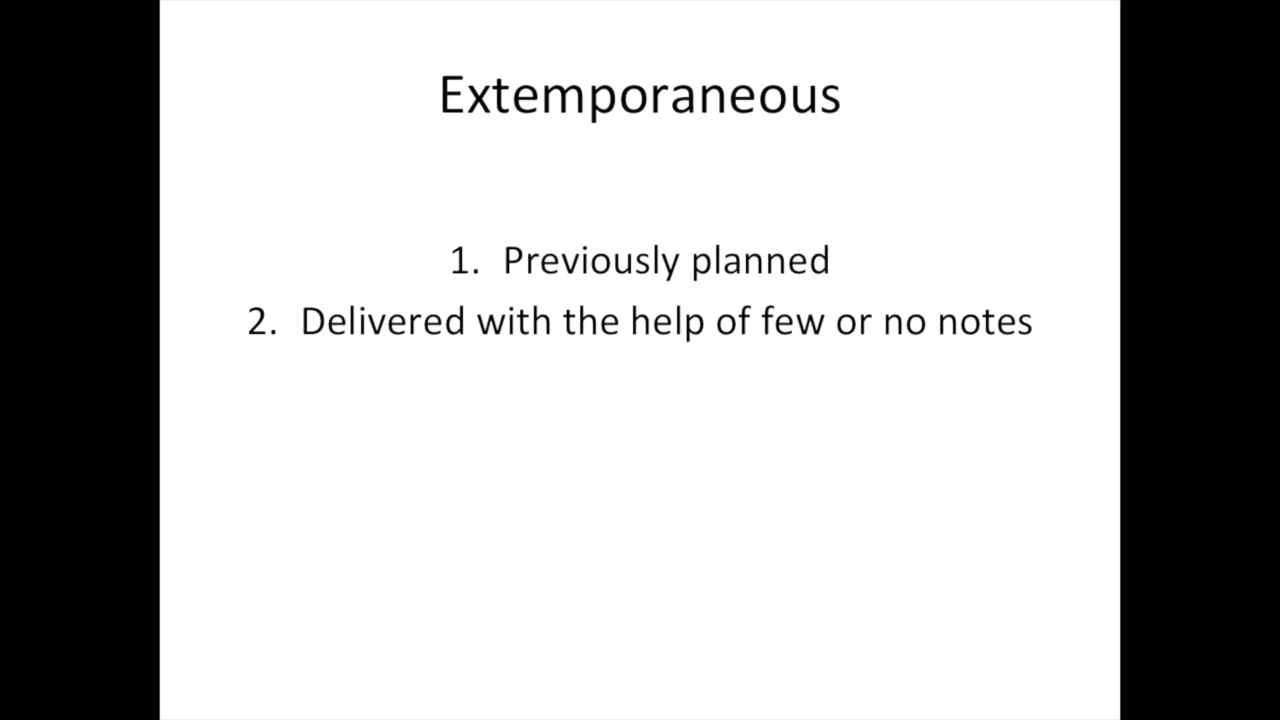 Extemporaneous
1. Previously planned
2. Delivered with the help of few or no notes